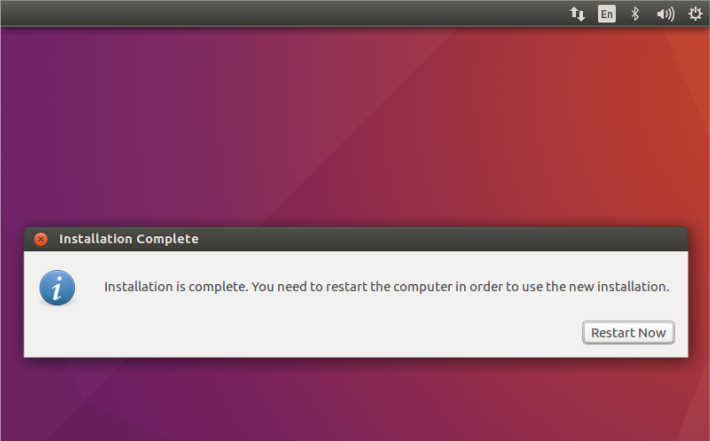 En
Installation Complete
Installation is complete. You need to restart the computer in order to use the new installation.
Restart Now